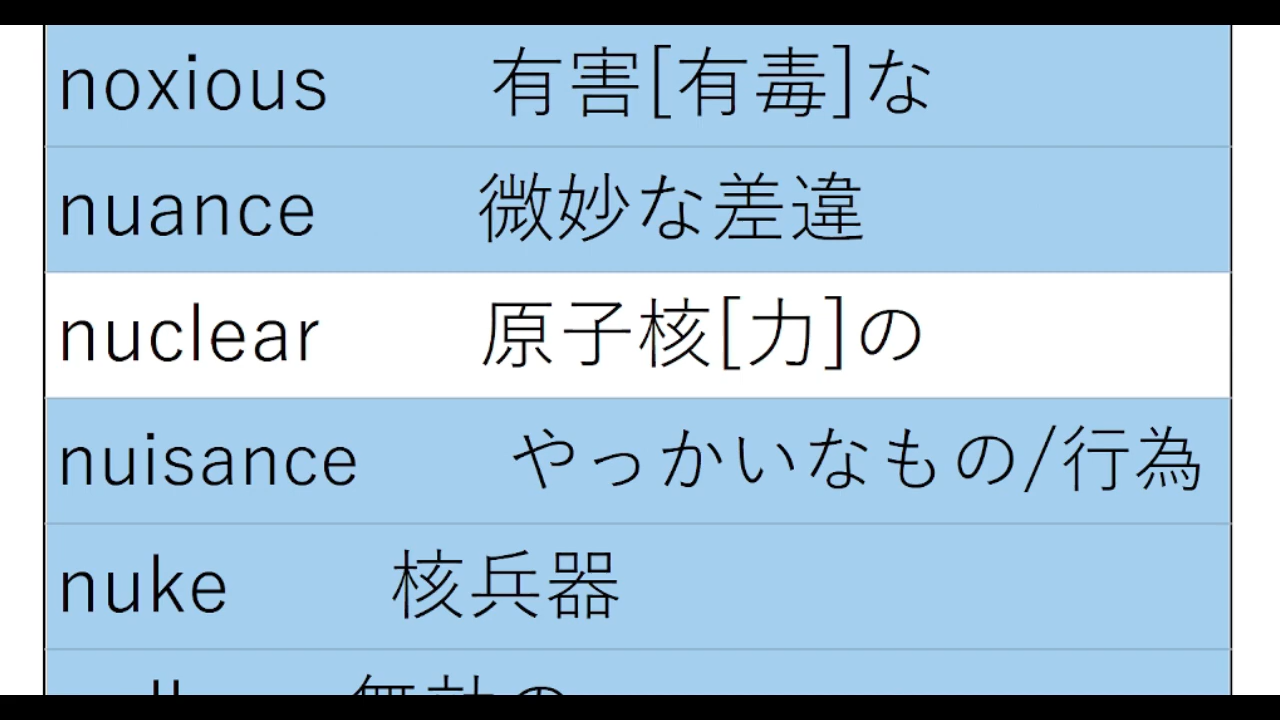 noxious 有害[有毒]な
nuance 微妙な差違
nuclear 原子核[力]の
nuisance やっかいなもの/行為
nuke 核兵器